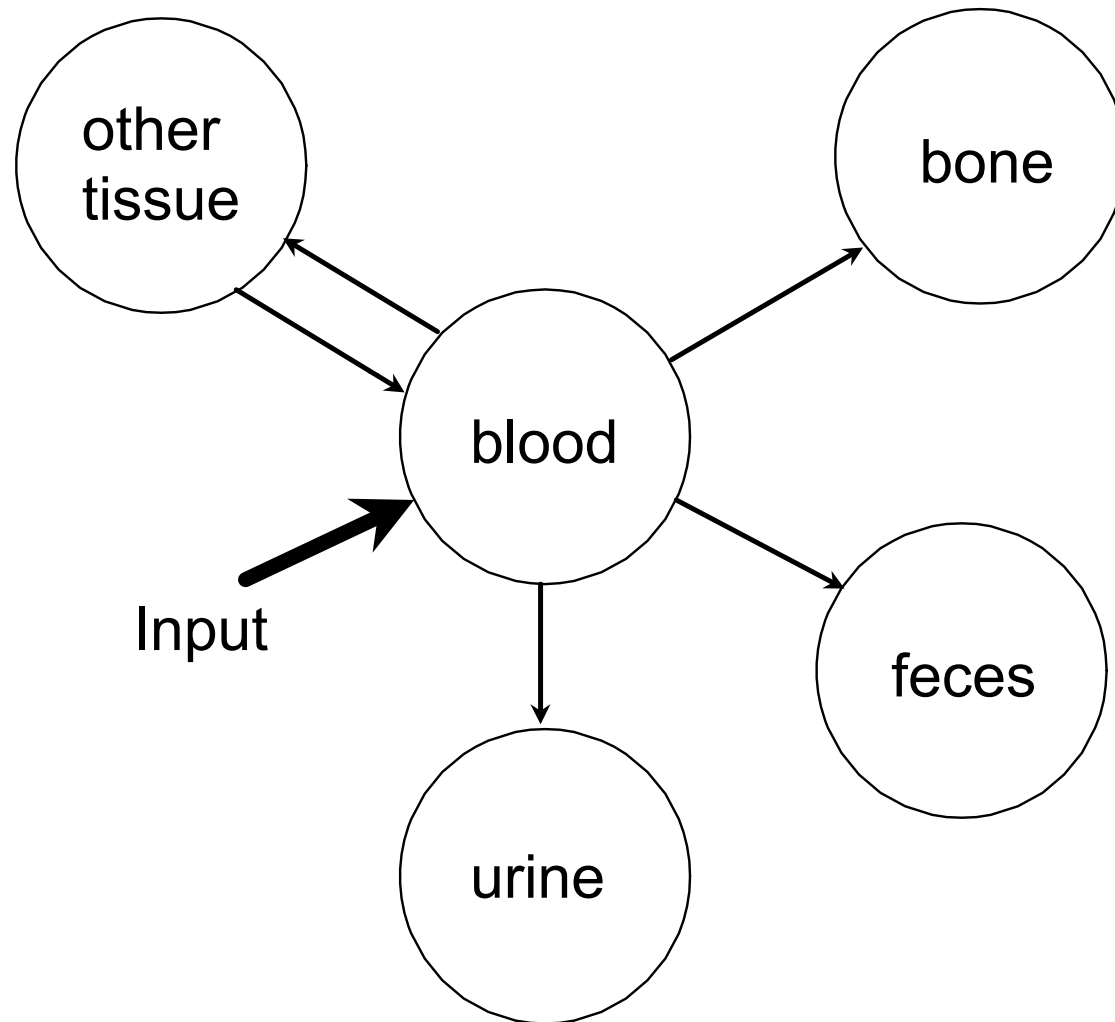 other
tissue
bone
blood
Input
feces
urine